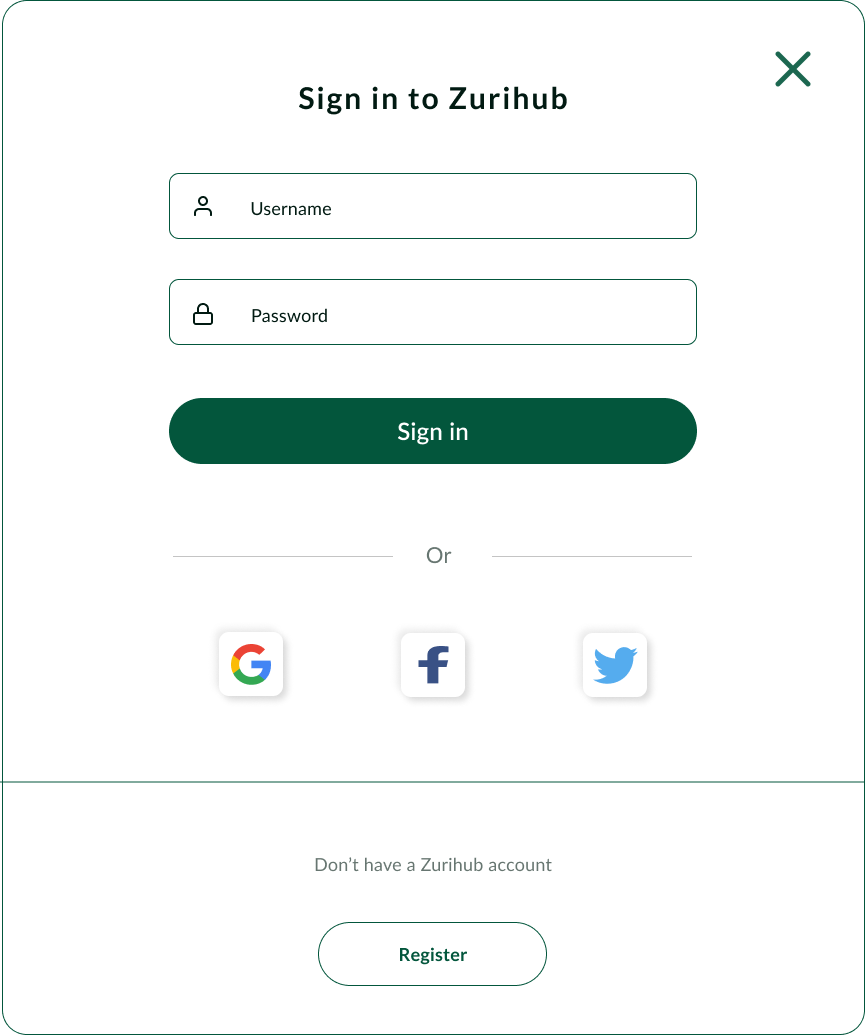 Sign in to Zurihub
Username
Password
Sign in
Or
Don’t have a Zurihub account
Register